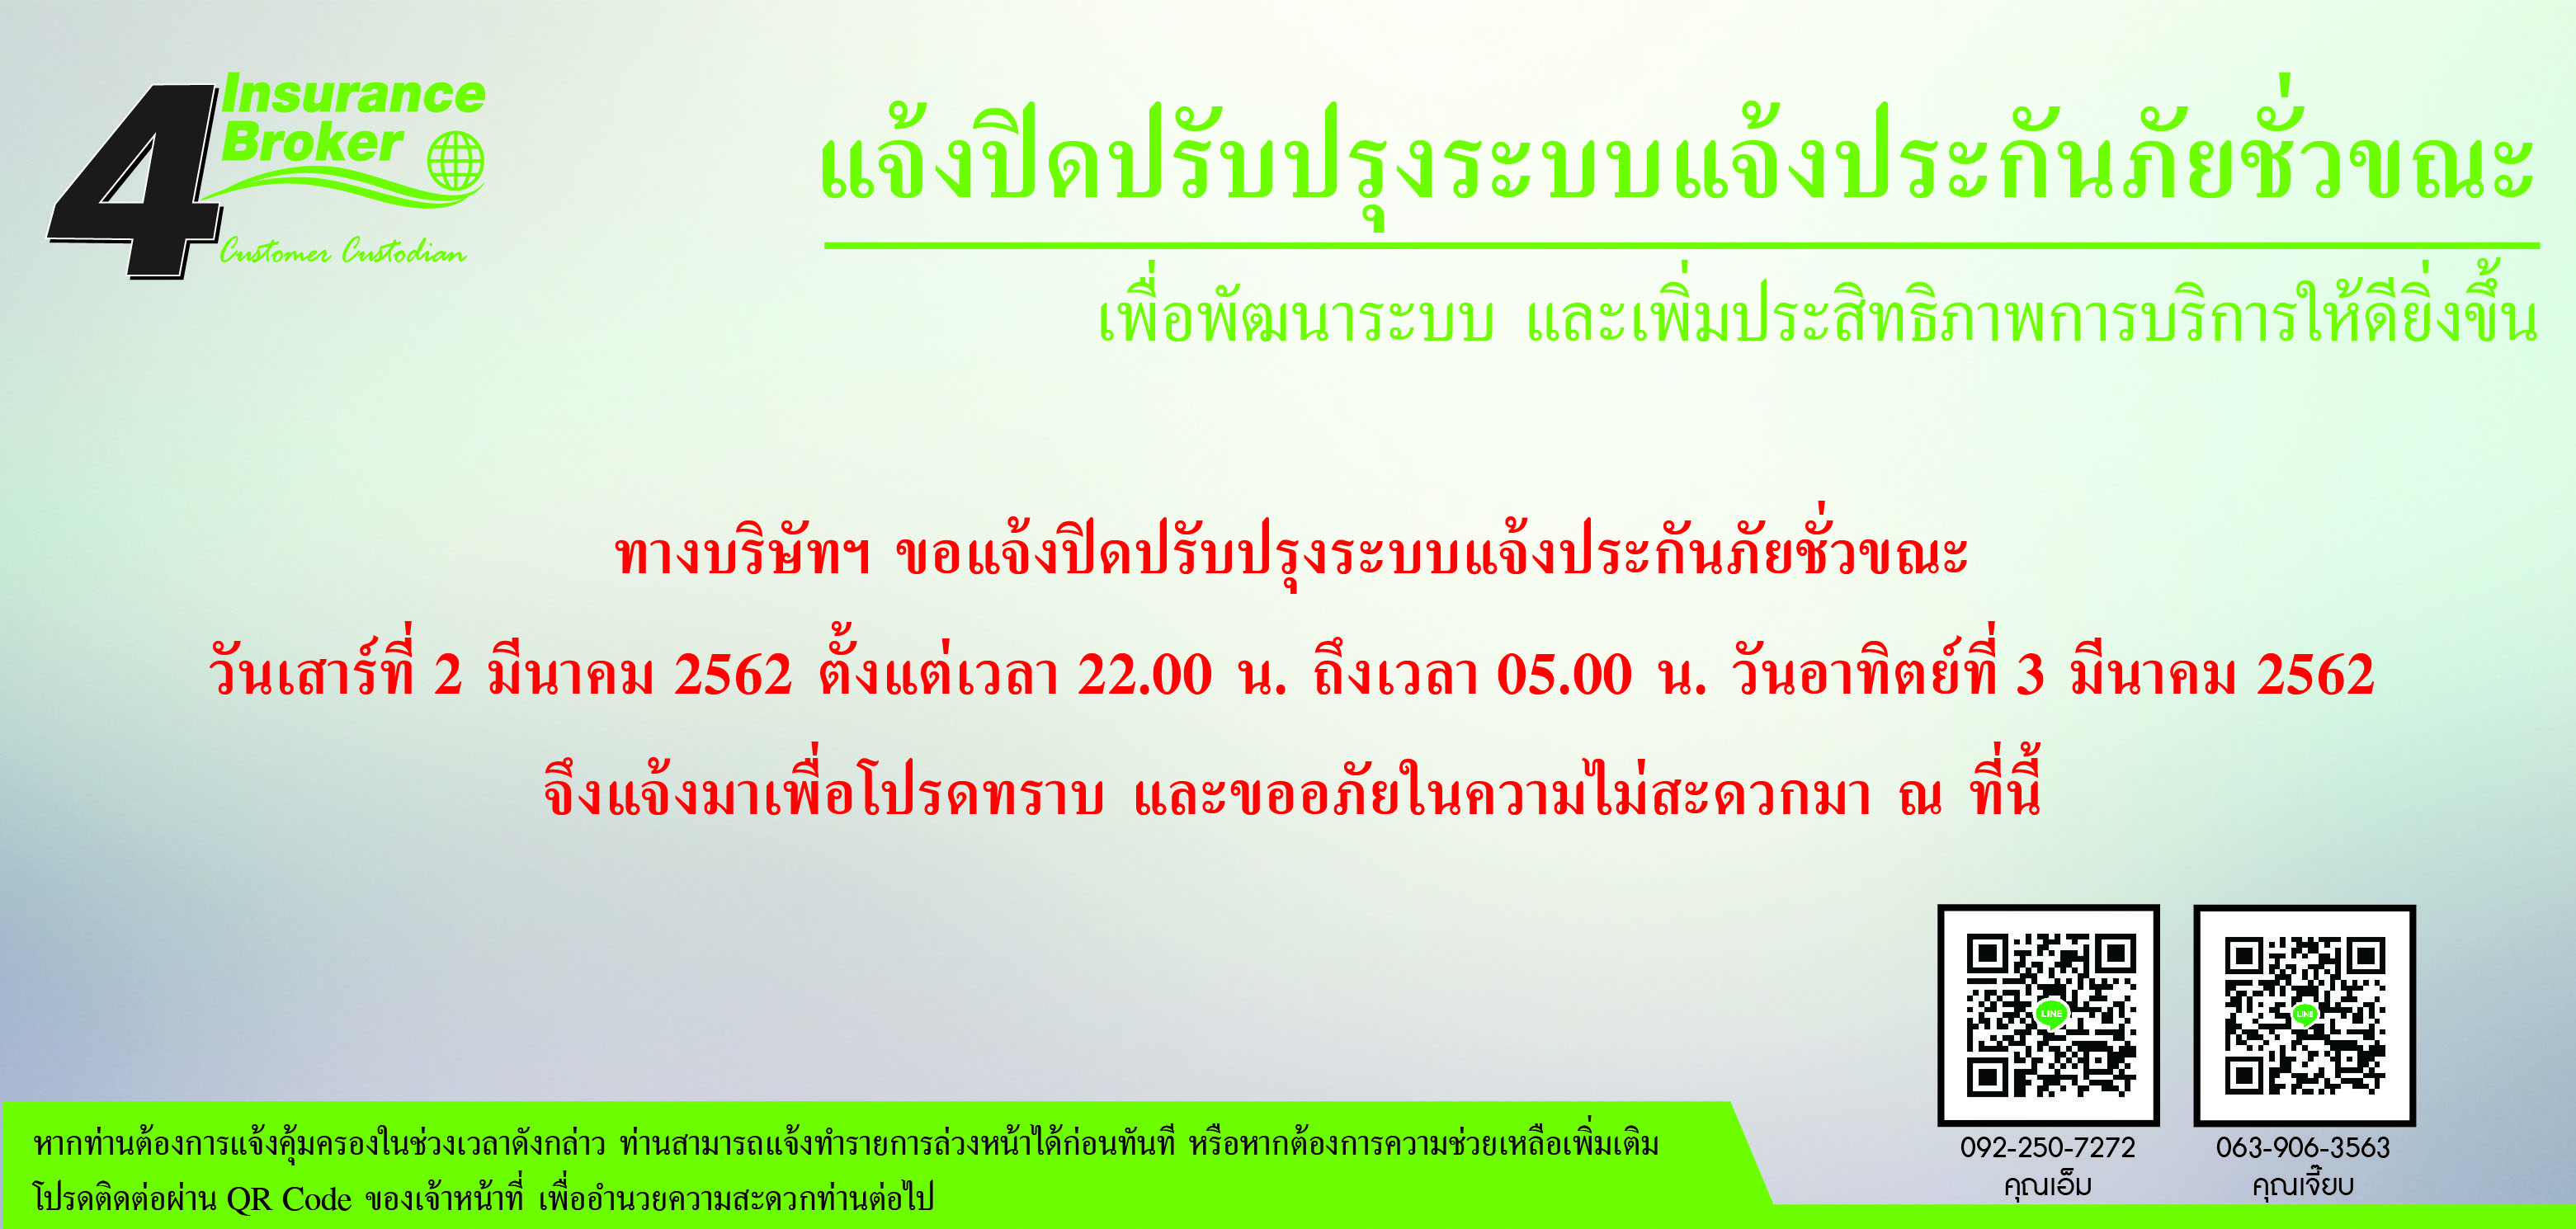 4 Insurance
Broker
Customer Custodian
แจ้งปิดปรับปรุงระบบแจ้งประกันภัยชั่วขณะ
เพื่อพัฒนาระบบ และเพิ่มประสิทธิภาพการบริการให้ดียิ่งขึ้น
ทางบริษัทฯ ขอแจ้งปิดปรับปรุงระบบแจ้งประกันภัยชั่วขณะ
วันเสาร์ที่ 2 มีนาคม 2562 ตั้งแต่เวลา 22.00 น. ถึงเวลา 05.00 น. วันอาทิตย์ที่ 3 มีนาคม 2562
จึงแจ้งมาเพื่อโปรดทราบ และขออภัยในความไม่สะดวกมา ณ ที่นี้
LINE
LINE
092-250-7272
คุณเอ็ม
063-906-3563
คุณเจี๊ยบ
หากท่านต้องการแจ้งคุ้มครองในช่วงเวลาดังกล่าว ท่านสามารถแจ้งทำรายการล่วงหน้าได้ก่อนทันที หรือหากต้องการความช่วยเหลือเพิ่มเติม
โปรดติดต่อผ่าน QR Code ของเจ้าหน้าที่ เพื่ออำนวยความสะดวกท่านต่อไป